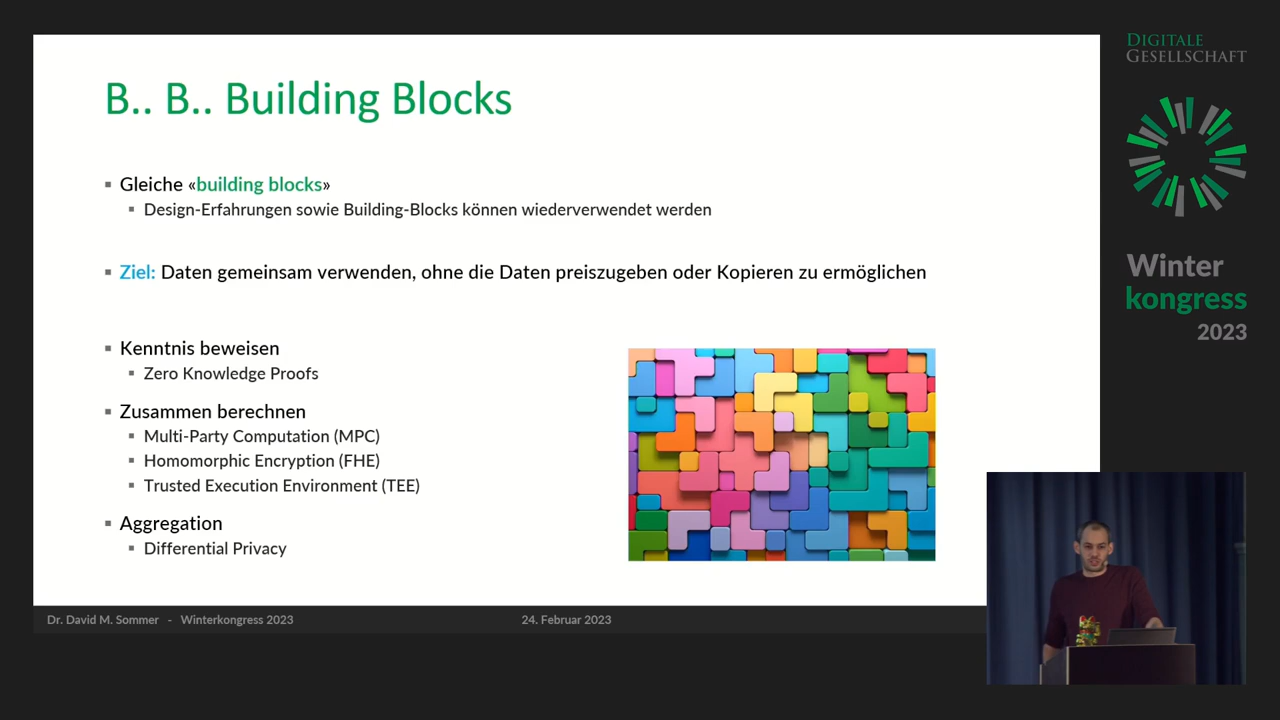 B.. B.. Building Blocks
Gleiche «building blocks»
Design-Erfahrungen sowie Building-Blocks können wiederverwendet werden
Ziel: Daten gemeinsam verwenden, ohne die Daten preiszugeben oder Kopieren zu ermöglichen
Kenntnis beweisen
Zero Knowledge Proofs
Zusammen berechnen
Multi-Party Computation (MPC)
Homomorphic Encryption (FHE)
Trusted Execution Environment (TEE)
Aggregation
Differential Privacy
Dr. David M. Sommer - Winterkongress 2023
24. Februar 2023
DIGITALE
GESELLSCHAFT
Winter
kongress
2023